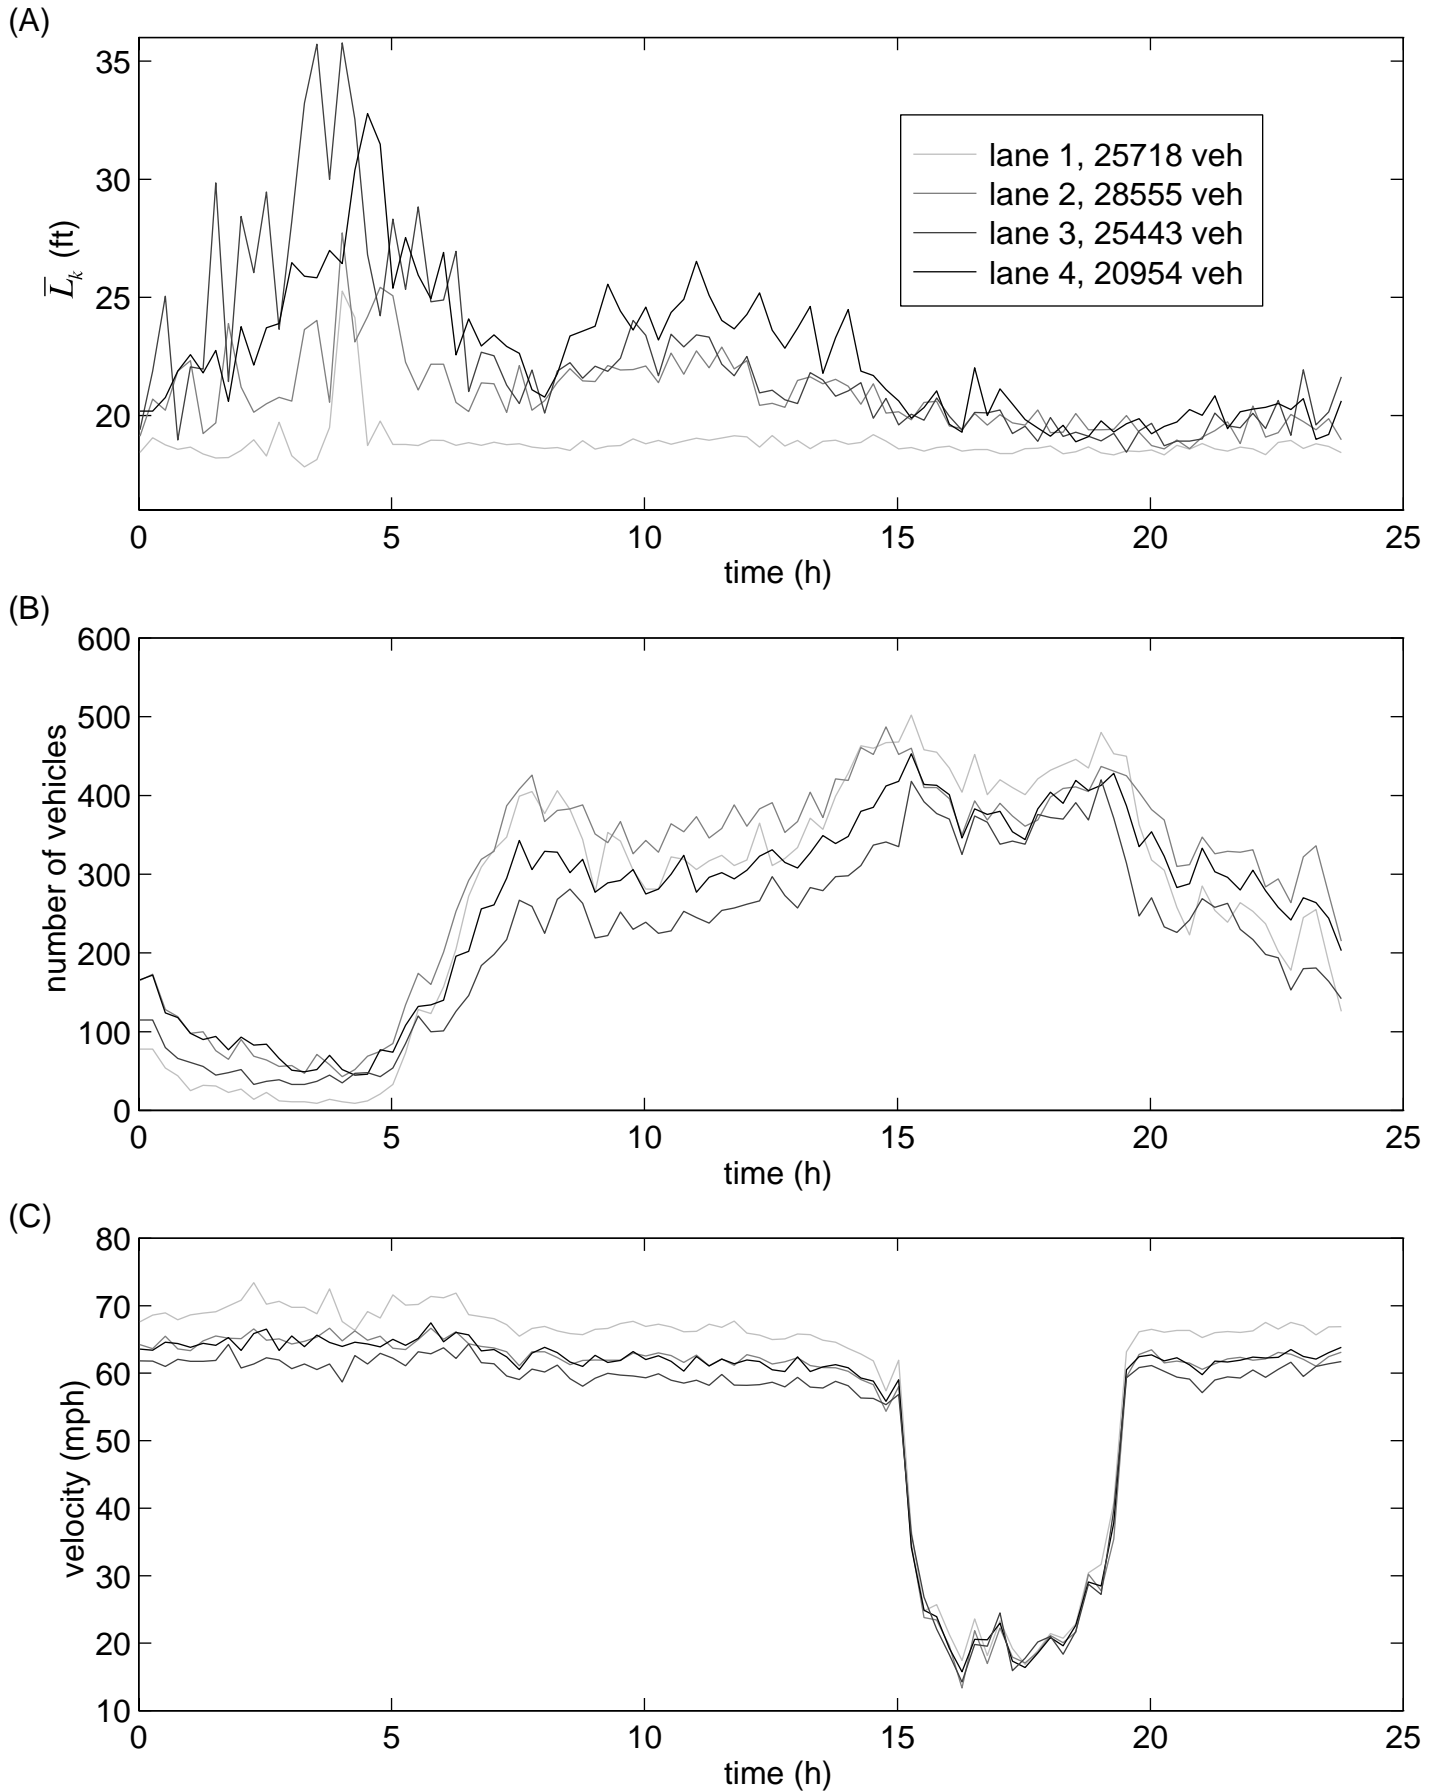 (A)
35
30
25
20
L̅k (ft)
lane 1, 25718 veh
lane 2, 28555 veh
lane 3, 25443 veh
lane 4, 20954 veh
0 5 10 15 20 25
time (h)
(B)
600
500
400
300
200
100
0
number of vehicles
0 5 10 15 20 25
time (h)
(C)
80
70
60
50
40
30
20
10
velocity (mph)
0 5 10 15 20 25
time (h)